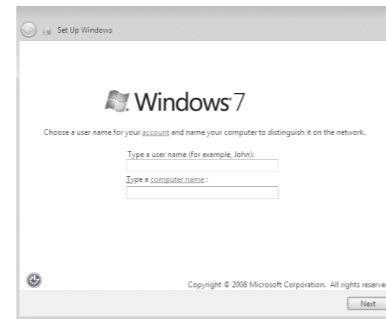 Set Up Windows
Windows 7
Choose a user name for your account and name your computer to distinguish it on the network.
Type a user name (for example, John):
Type a computer name :
Copyright © 2008 Microsoft Corporation. All rights reserve
Next